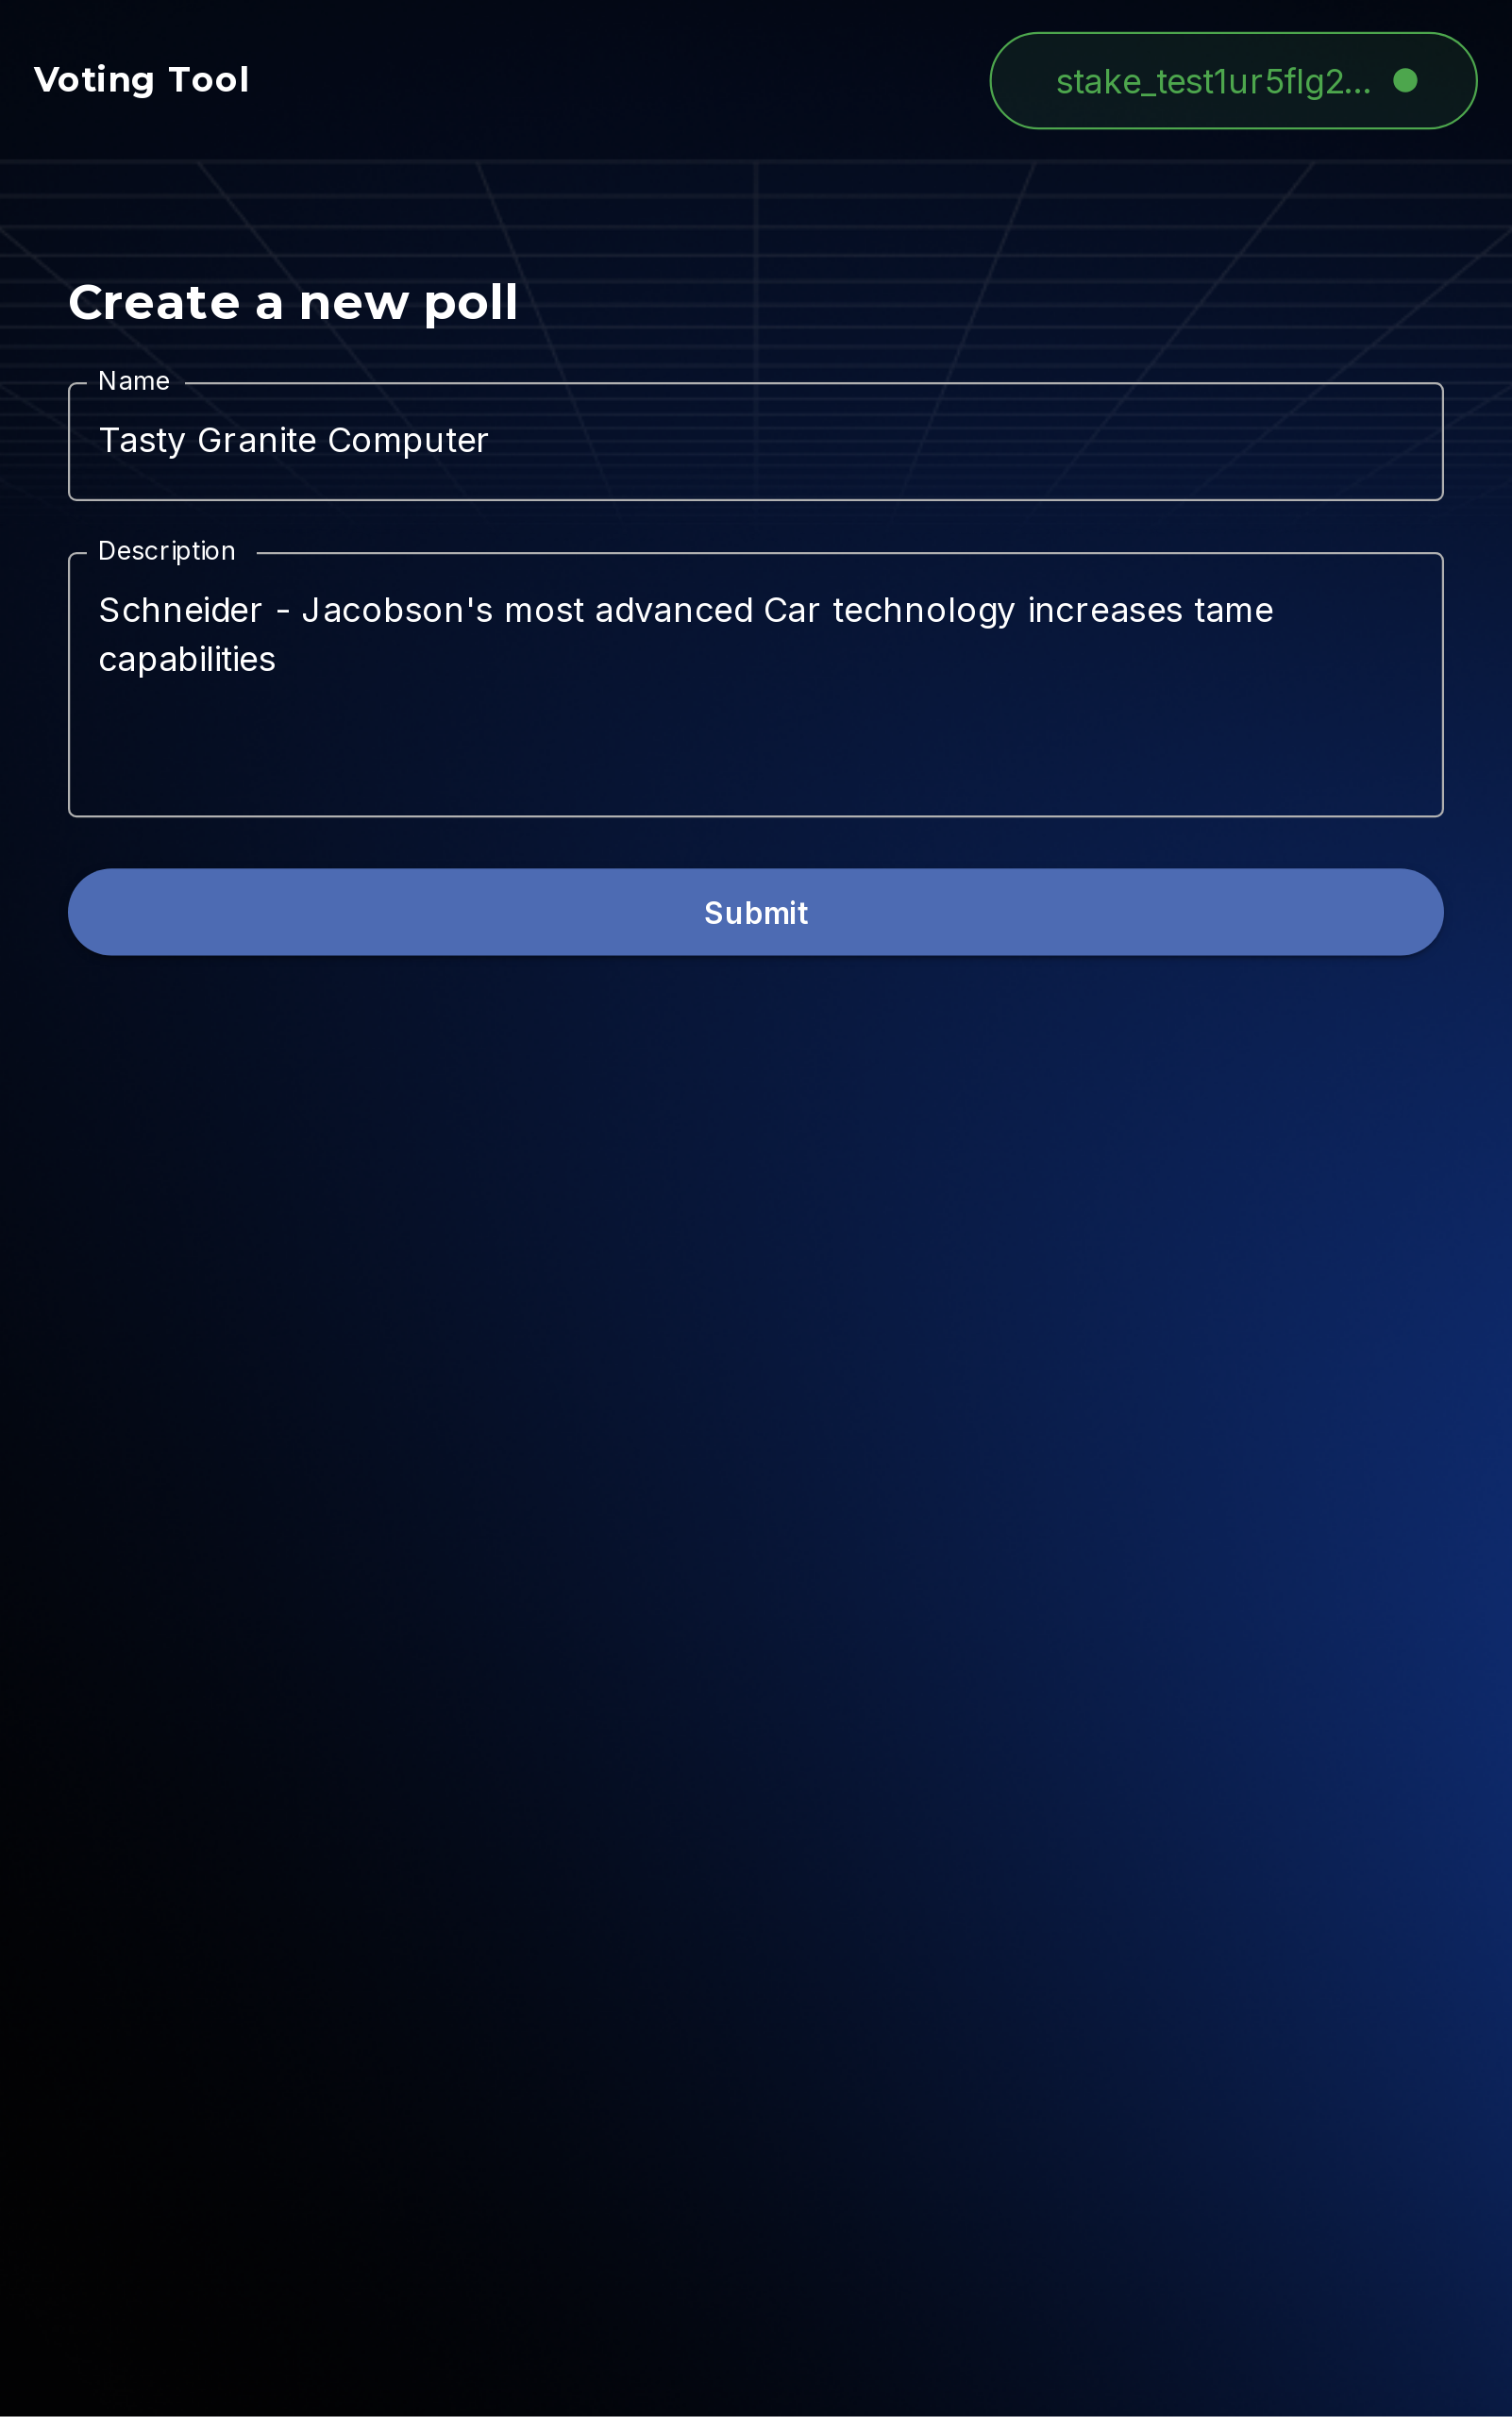 Voting Tool
stake_test1ur5flg2...
Create a new poll
Name
Tasty Granite Computer
Description
Schneider - Jacobson's most advanced Car technology increases tame
capabilities
Submit